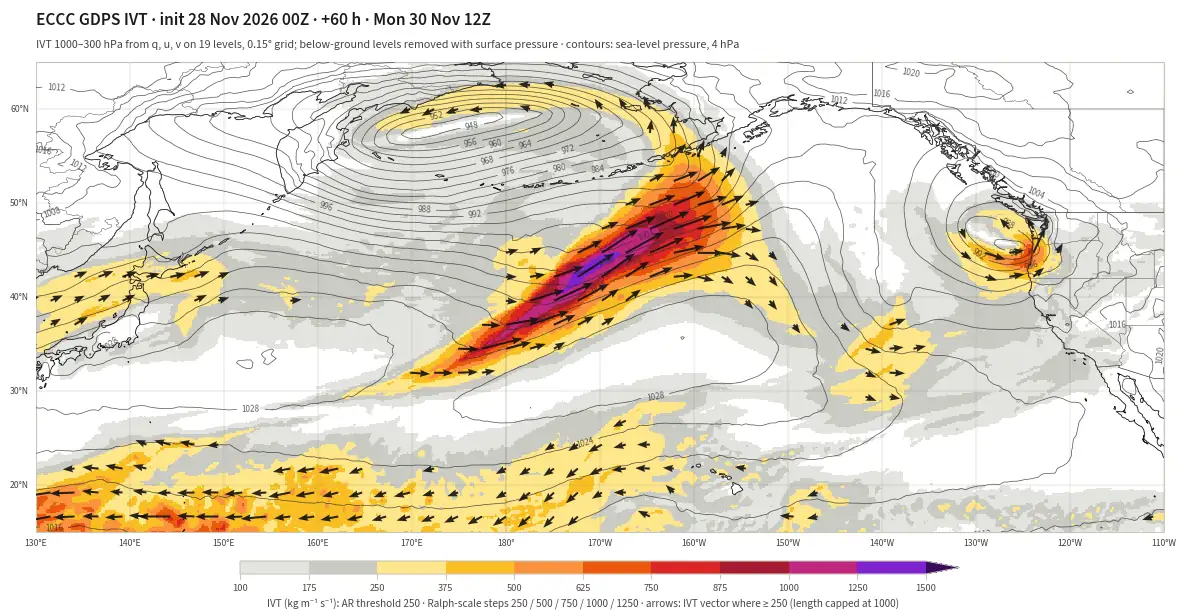 ECCC GDPS IVT · init 28 Nov 2026 00Z · +60 h · Mon 30 Nov 12Z
IVT 1000–300 hPa from q, u, v on 19 levels, 0.15° grid; below-ground levels removed with surface pressure · contours: sea-level pressure, 4 hPa
1020
1012
1016
1012
60°N
952
948
956
960
964
972
1016
968
980
984
976
1004
50°N
996
988
992
1008
40°N
1016
1020
30°N
1028
1028
1024
20°N
1016
130°E 140°E 150°E 160°E 170°E 180° 170°W 160°W 150°W 140°W 130°W 120°W 110°W
100 175 250 375 500 625 750 875 1000 1250 1500
IVT (kg m⁻¹ s⁻¹): AR threshold 250 · Ralph-scale steps 250 / 500 / 750 / 1000 / 1250 · arrows: IVT vector where ≥ 250 (length capped at 1000)